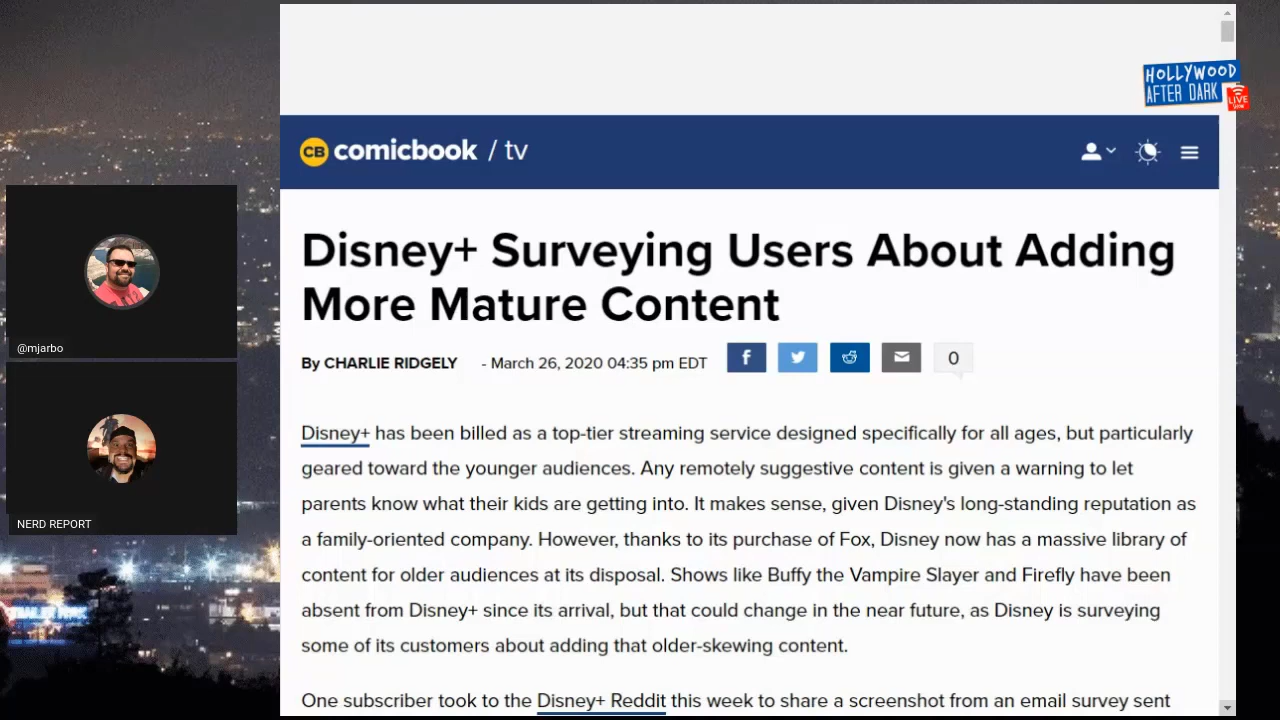 HOLLYWOOD
AFTER DARK
LIVE
SHOW
CB comicbook / tv
Disney+ Surveying Users About Adding
More Mature Content
By CHARLIE RIDGELY - March 26, 2020 04:35 pm EDT
f
0
@mjarbo
NERD REPORT
Disney+ has been billed as a top-tier streaming service designed specifically for all ages, but particularly
geared toward the younger audiences. Any remotely suggestive content is given a warning to let
parents know what their kids are getting into. It makes sense, given Disney's long-standing reputation as
a family-oriented company. However, thanks to its purchase of Fox, Disney now has a massive library of
content for older audiences at its disposal. Shows like Buffy the Vampire Slayer and Firefly have been
absent from Disney+ since its arrival, but that could change in the near future, as Disney is surveying
some of its customers about adding that older-skewing content.
One subscriber took to the Disney+ Reddit this week to share a screenshot from an email survey sent